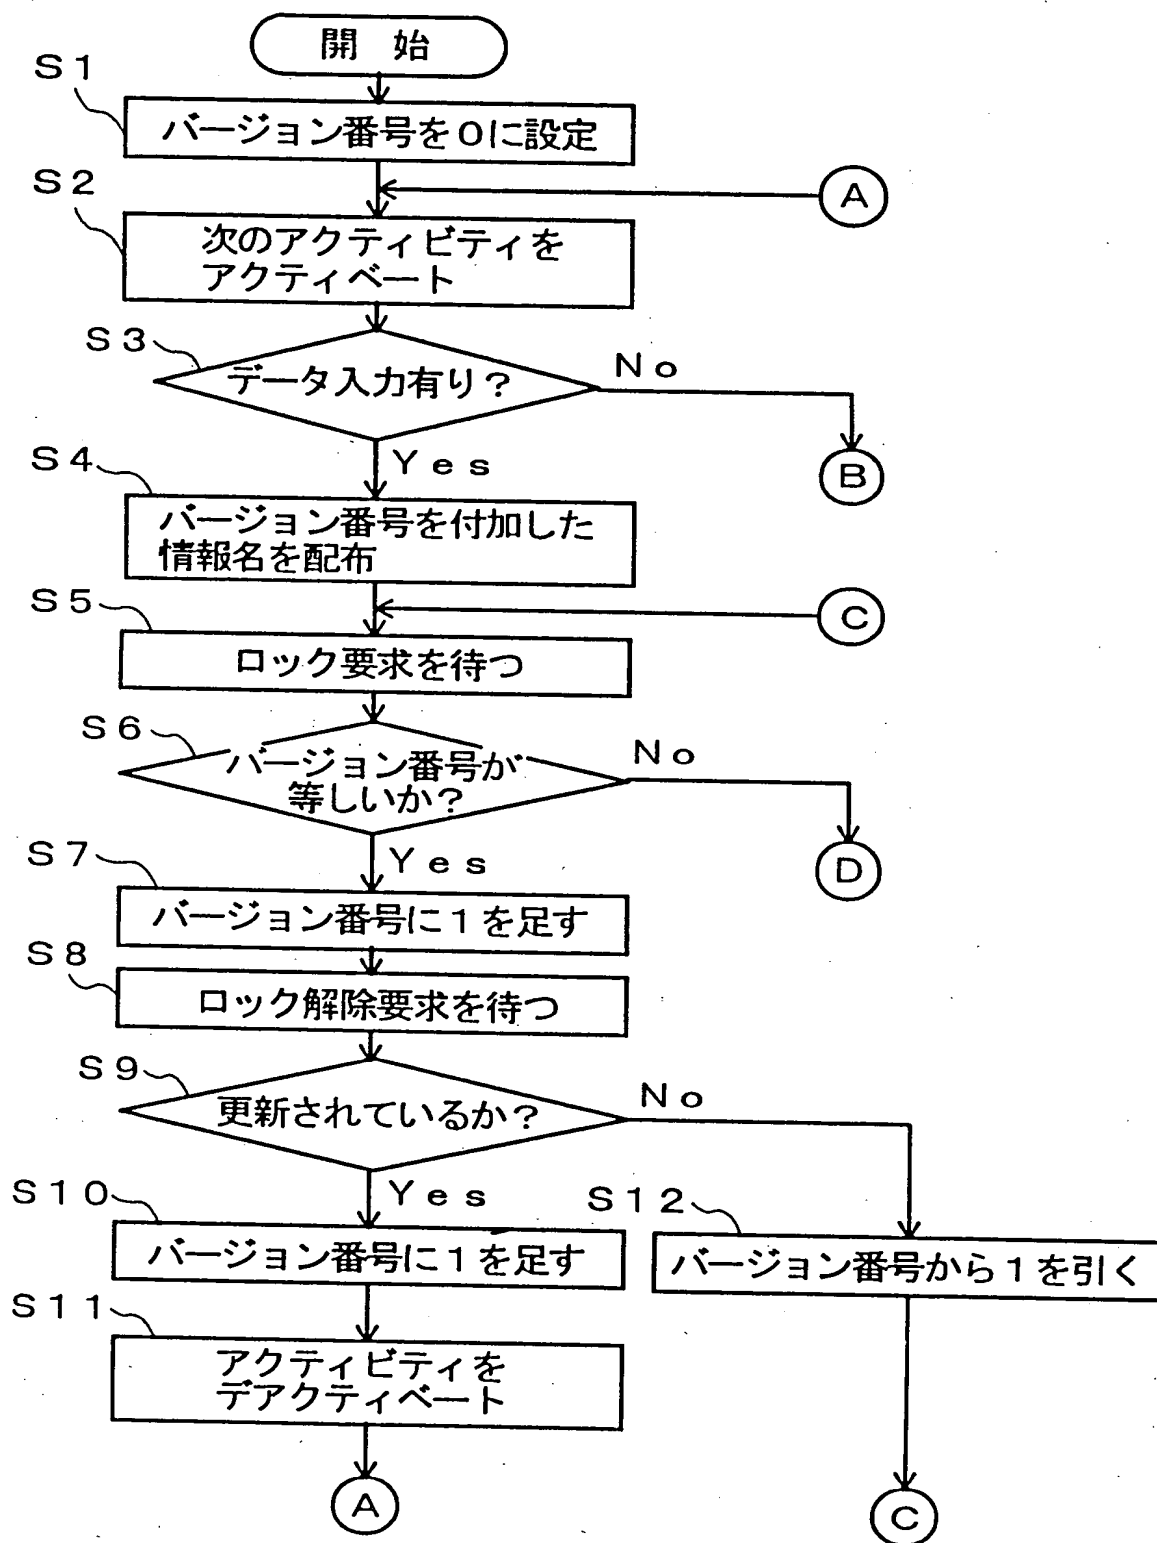 開 始
S1
バージョン番号を0に設定
S2
A
次のアクティビティを
アクティベート
S3
データ入力有り？
No
B
Yes
S4
バージョン番号を付加した
情報名を配布
S5
C
ロック要求を待つ
S6
バージョン番号が
等しいか？
No
D
Yes
S7
バージョン番号に1を足す
S8
ロック解除要求を待つ
S9
更新されているか？
No
Yes
S10
バージョン番号に1を足す
S12
バージョン番号から1を引く
S11
アクティビティを
デアクティベート
A
C